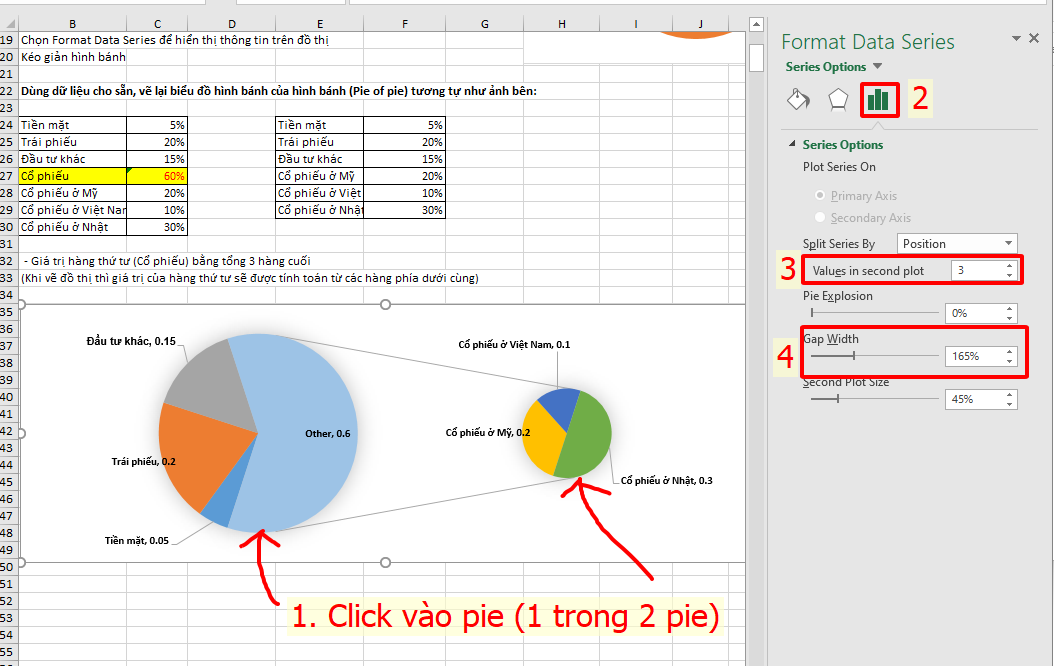 B C D E F G H I J
19 Chọn Format Data Series để hiển thị thông tin trên đồ thị
20 Kéo giản hình bánh
21
22 Dùng dữ liệu cho sẵn, vẽ lại biểu đồ hình bánh của hình bánh (Pie of pie) tương tự như ảnh bên:
23
24 Tiền mặt 5% Tiền mặt 5%
25 Trái phiếu 20% Trái phiếu 20%
26 Đầu tư khác 15% Đầu tư khác 15%
27 Cổ phiếu 60% Cổ phiếu ở Mỹ 20%
28 Cổ phiếu ở Mỹ 20% Cổ phiếu ở Việt 10%
29 Cổ phiếu ở Việt Nar 10% Cổ phiếu ở Nhật 30%
30 Cổ phiếu ở Nhật 30%
31
32 - Giá trị hàng thứ tư (Cổ phiếu) bằng tổng 3 hàng cuối
33 (Khi vẽ đồ thị thì giá trị của hàng thứ tư sẽ được tính toán từ các hàng phía dưới cùng)
34
35
36
37
38
39
40
41
42
43
44
45
46
47
48
49
50
51
52
53
54
55
Đầu tư khác, 0.15
Cổ phiếu ở Việt Nam, 0.1
Other, 0.6
Cổ phiếu ở Mỹ, 0.2
Trái phiếu, 0.2
Cổ phiếu ở Nhật, 0.3
Tiền mặt, 0.05
1. Click vào pie (1 trong 2 pie)
Format Data Series
Series Options
2
Series Options
Plot Series On
Primary Axis
Secondary Axis
Split Series By Position
3 Values in second plot 3
Pie Explosion
0%
4 Gap Width
165%
Second Plot Size
45%